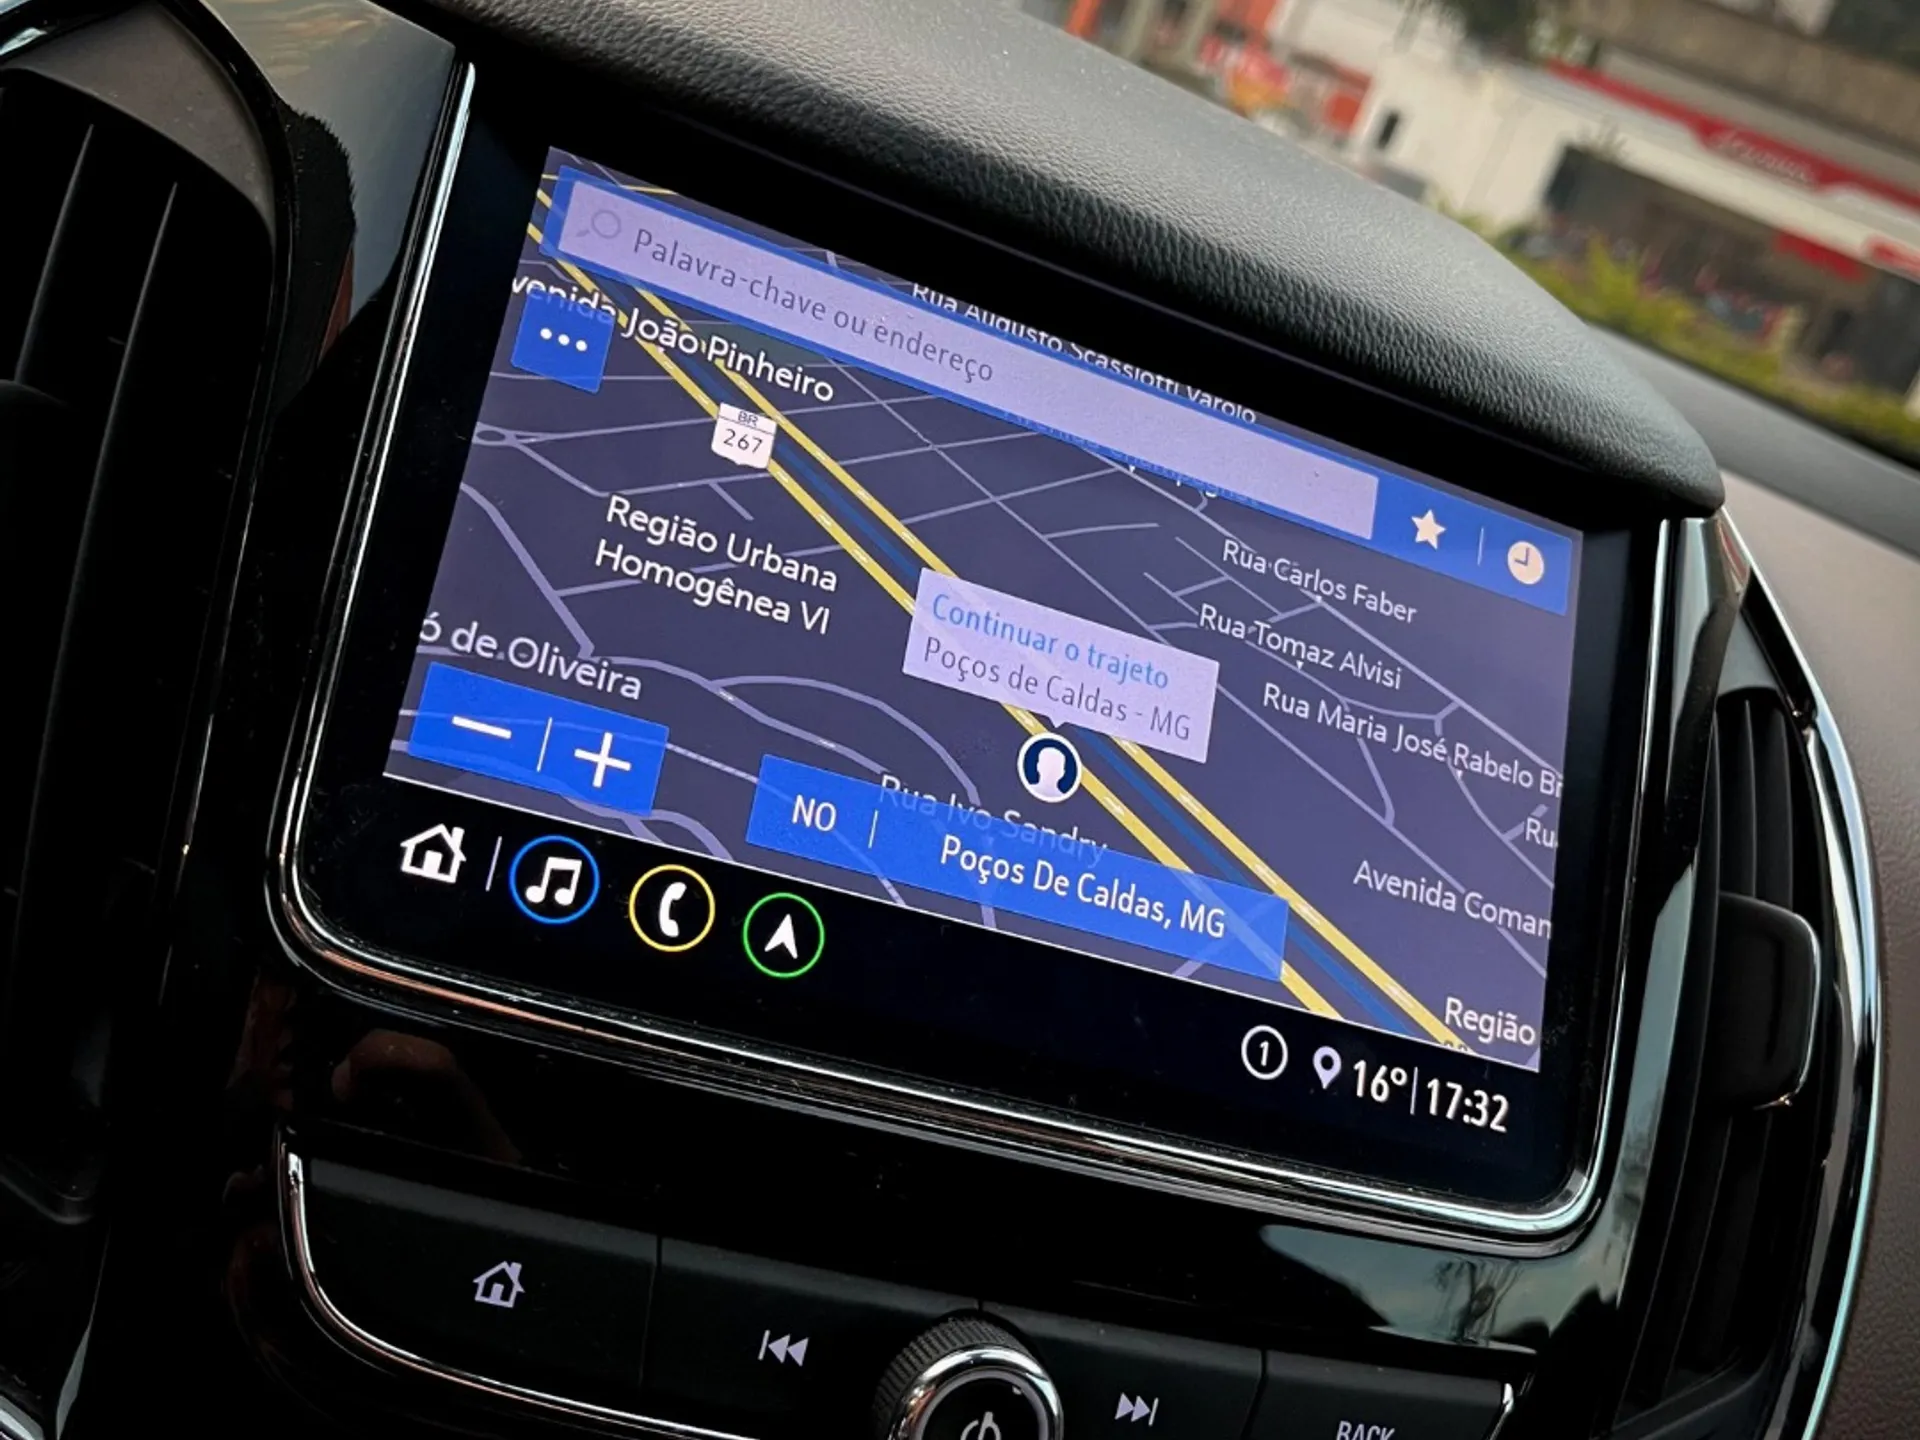 Palavra-chave ou endereço
Rua Augusto Scassiotti Varolo
venida João Pinheiro
BR
267
Região Urbana
Homogênea VI
ó de Oliveira
Rua Carlos Faber
Rua Tomaz Alvisi
Rua Maria José Rabelo Br
Ru
Continuar o trajeto
Poços de Caldas - MG
Rua Ivo Sandry
NO
Poços De Caldas, MG
Avenida Coman
Região
1
16° 17:32
BACK